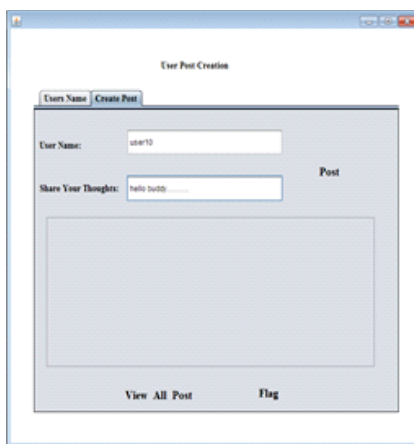 User Post Creation
Users Name Create Post
User Name: user10
Post
Share Your Thoughts: hello buddy..........
View All Post Flag